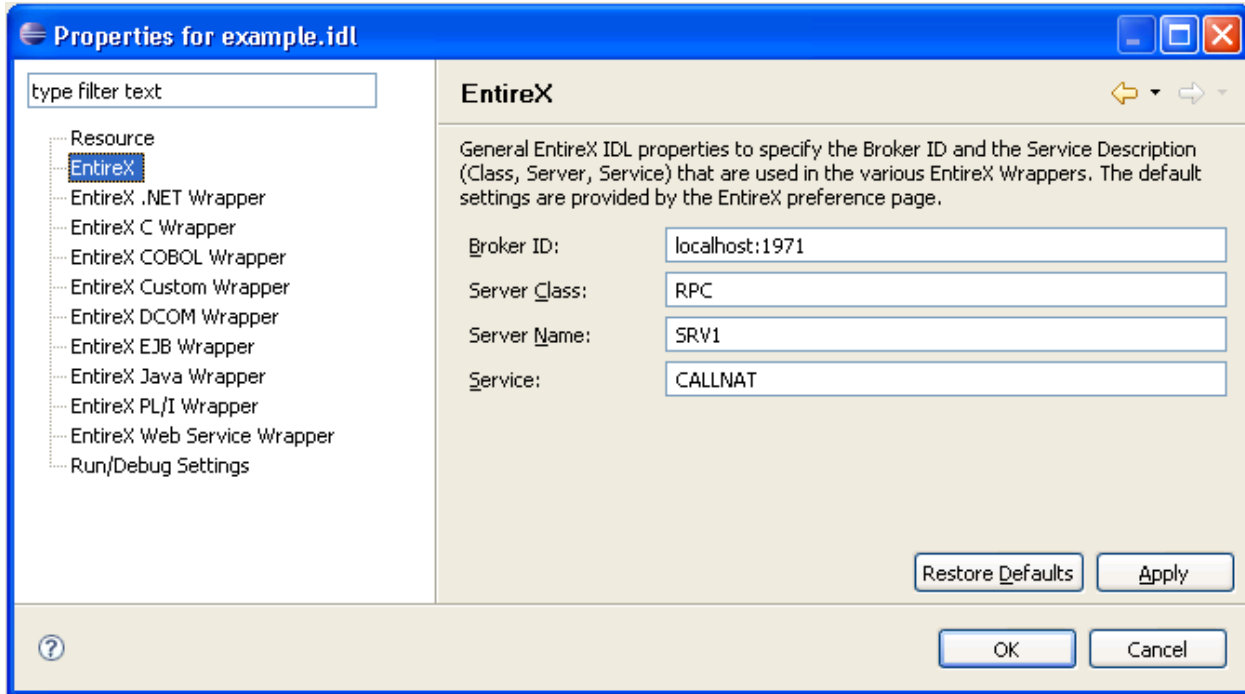 Properties for example.idl
type filter text
Resource
EntireX
EntireX .NET Wrapper
EntireX C Wrapper
EntireX COBOL Wrapper
EntireX Custom Wrapper
EntireX DCOM Wrapper
EntireX EJB Wrapper
EntireX Java Wrapper
EntireX PL/I Wrapper
EntireX Web Service Wrapper
Run/Debug Settings
EntireX
General EntireX IDL properties to specify the Broker ID and the Service Description
(Class, Server, Service) that are used in the various EntireX Wrappers. The default
settings are provided by the EntireX preference page.
Broker ID: localhost:1971
Server Class: RPC
Server Name: SRV1
Service: CALLNAT
Restore Defaults Apply
OK Cancel